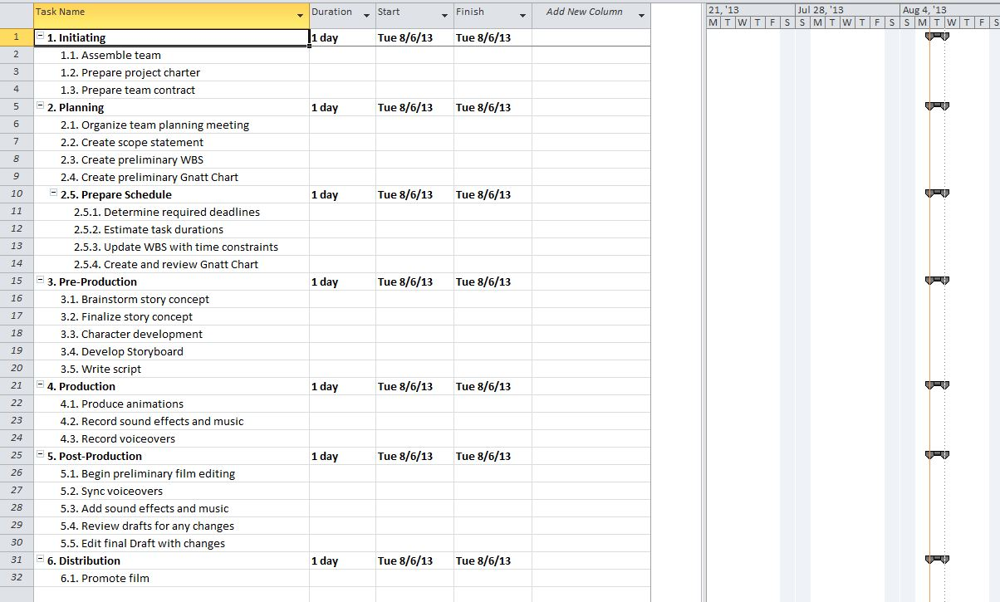 Task Name Duration Start Finish Add New Column 21, '13 Jul 28, '13 Aug 4, '13
M T W T F S S M T W T F S S M T W T F S
1 1. Initiating 1 day Tue 8/6/13 Tue 8/6/13
2 1.1. Assemble team
3 1.2. Prepare project charter
4 1.3. Prepare team contract
5 2. Planning 1 day Tue 8/6/13 Tue 8/6/13
6 2.1. Organize team planning meeting
7 2.2. Create scope statement
8 2.3. Create preliminary WBS
9 2.4. Create preliminary Gnatt Chart
10 2.5. Prepare Schedule 1 day Tue 8/6/13 Tue 8/6/13
11 2.5.1. Determine required deadlines
12 2.5.2. Estimate task durations
13 2.5.3. Update WBS with time constraints
14 2.5.4. Create and review Gnatt Chart
15 3. Pre-Production 1 day Tue 8/6/13 Tue 8/6/13
16 3.1. Brainstorm story concept
17 3.2. Finalize story concept
18 3.3. Character development
19 3.4. Develop Storyboard
20 3.5. Write script
21 4. Production 1 day Tue 8/6/13 Tue 8/6/13
22 4.1. Produce animations
23 4.2. Record sound effects and music
24 4.3. Record voiceovers
25 5. Post-Production 1 day Tue 8/6/13 Tue 8/6/13
26 5.1. Begin preliminary film editing
27 5.2. Sync voiceovers
28 5.3. Add sound effects and music
29 5.4. Review drafts for any changes
30 5.5. Edit final Draft with changes
31 6. Distribution 1 day Tue 8/6/13 Tue 8/6/13
32 6.1. Promote film